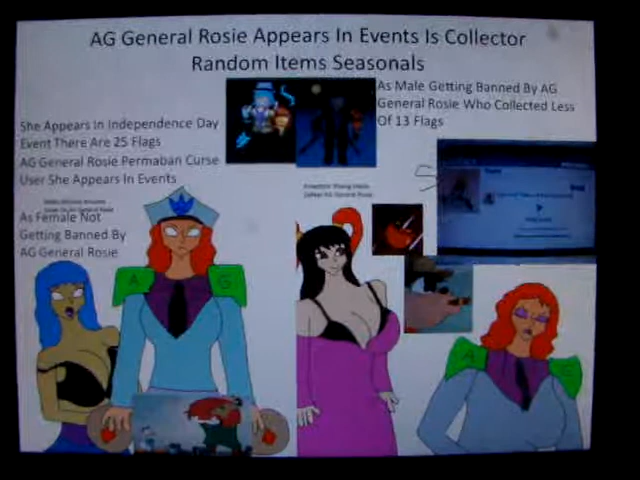 AG General Rosie Appears In Events Is Collector
Random Items Seasonals
As Male Getting Banned By AG
General Rosie Who Collected Less
Of 13 Flags
She Appears In Independence Day
Event There Are 25 Flags
AG General Rosie Permaban Curse
User She Appears In Events
As Female Not
Getting Banned By
AG General Rosie
A G
A